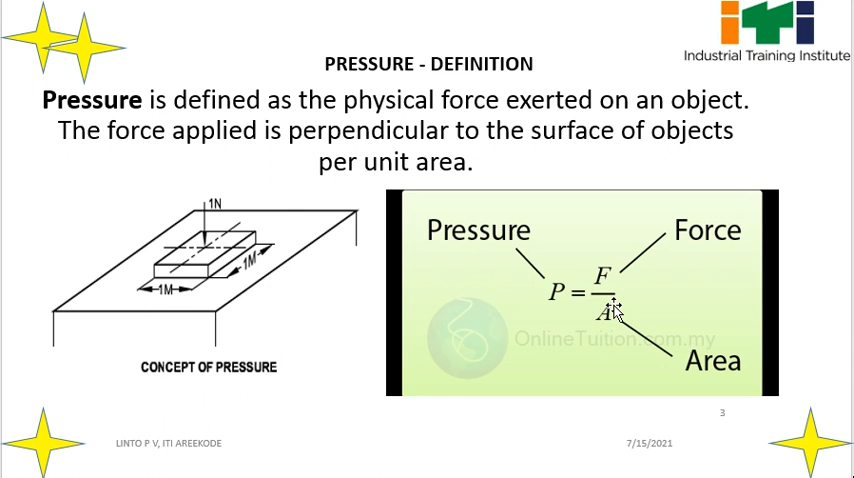 iTi
Industrial Training Institute
PRESSURE - DEFINITION
Pressure is defined as the physical force exerted on an object.
The force applied is perpendicular to the surface of objects
per unit area.
1N
1M
1M
CONCEPT OF PRESSURE
Pressure
Force
P = F
A
OnlineTuition.com.my
Area
3
LINTO P V, ITI AREEKODE
7/15/2021